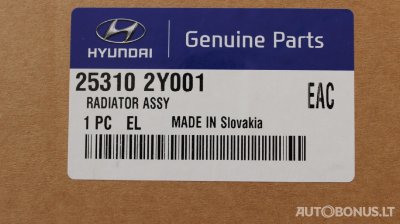 HYUNDAI
Genuine Parts
25310 2Y001
RADIATOR ASSY
1 PC EL MADE IN Slovakia
EAC
AUTOBONUS.LT